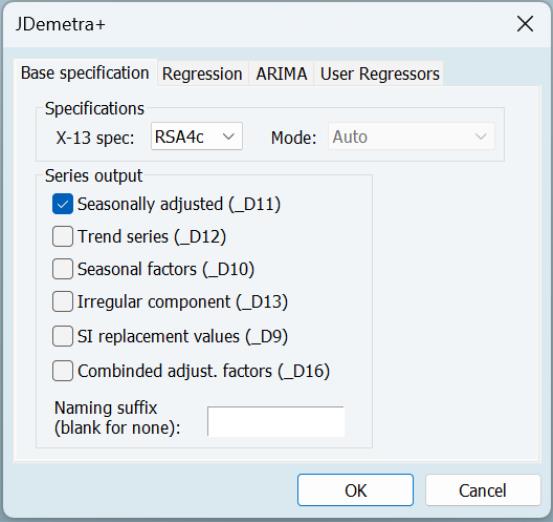 JDemetra+
Base specification Regression ARIMA User Regressors
Specifications
X-13 spec: RSA4c Mode: Auto
Series output
Seasonally adjusted (_D11)
Trend series (_D12)
Seasonal factors (_D10)
Irregular component (_D13)
SI replacement values (_D9)
Combinded adjust. factors (_D16)
Naming suffix
(blank for none):
OK Cancel